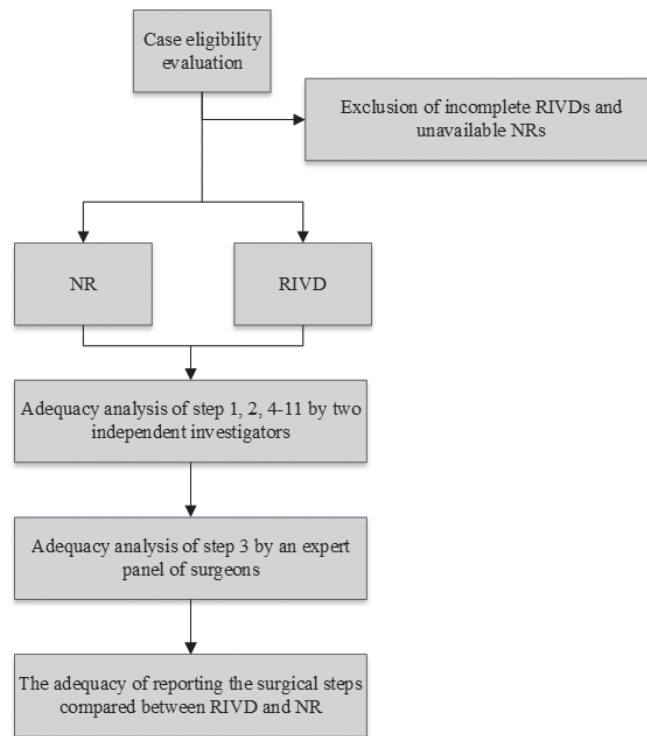 Case eligibility
evaluation
Exclusion of incomplete RIVDs and
unavailable NRs
NR
RIVD
Adequacy analysis of step 1, 2, 4-11 by two
independent investigators
Adequacy analysis of step 3 by an expert
panel of surgeons
The adequacy of reporting the surgical steps
compared between RIVD and NR